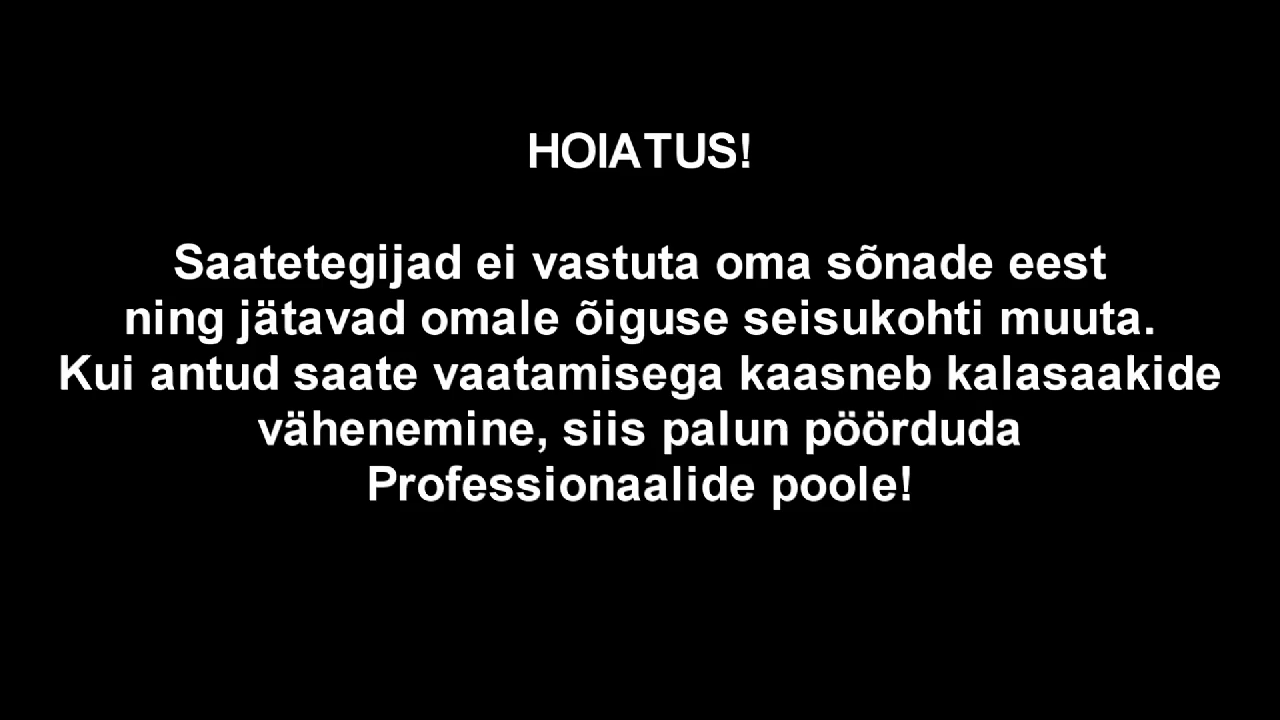 HOIATUS!
Saatetegijad ei vastuta oma sõnade eest
ning jätavad omale õiguse seisukohti muuta.
Kui antud saate vaatamisega kaasneb kalasaakide
vähenemine, siis palun pöörduda
Professionaalide poole!